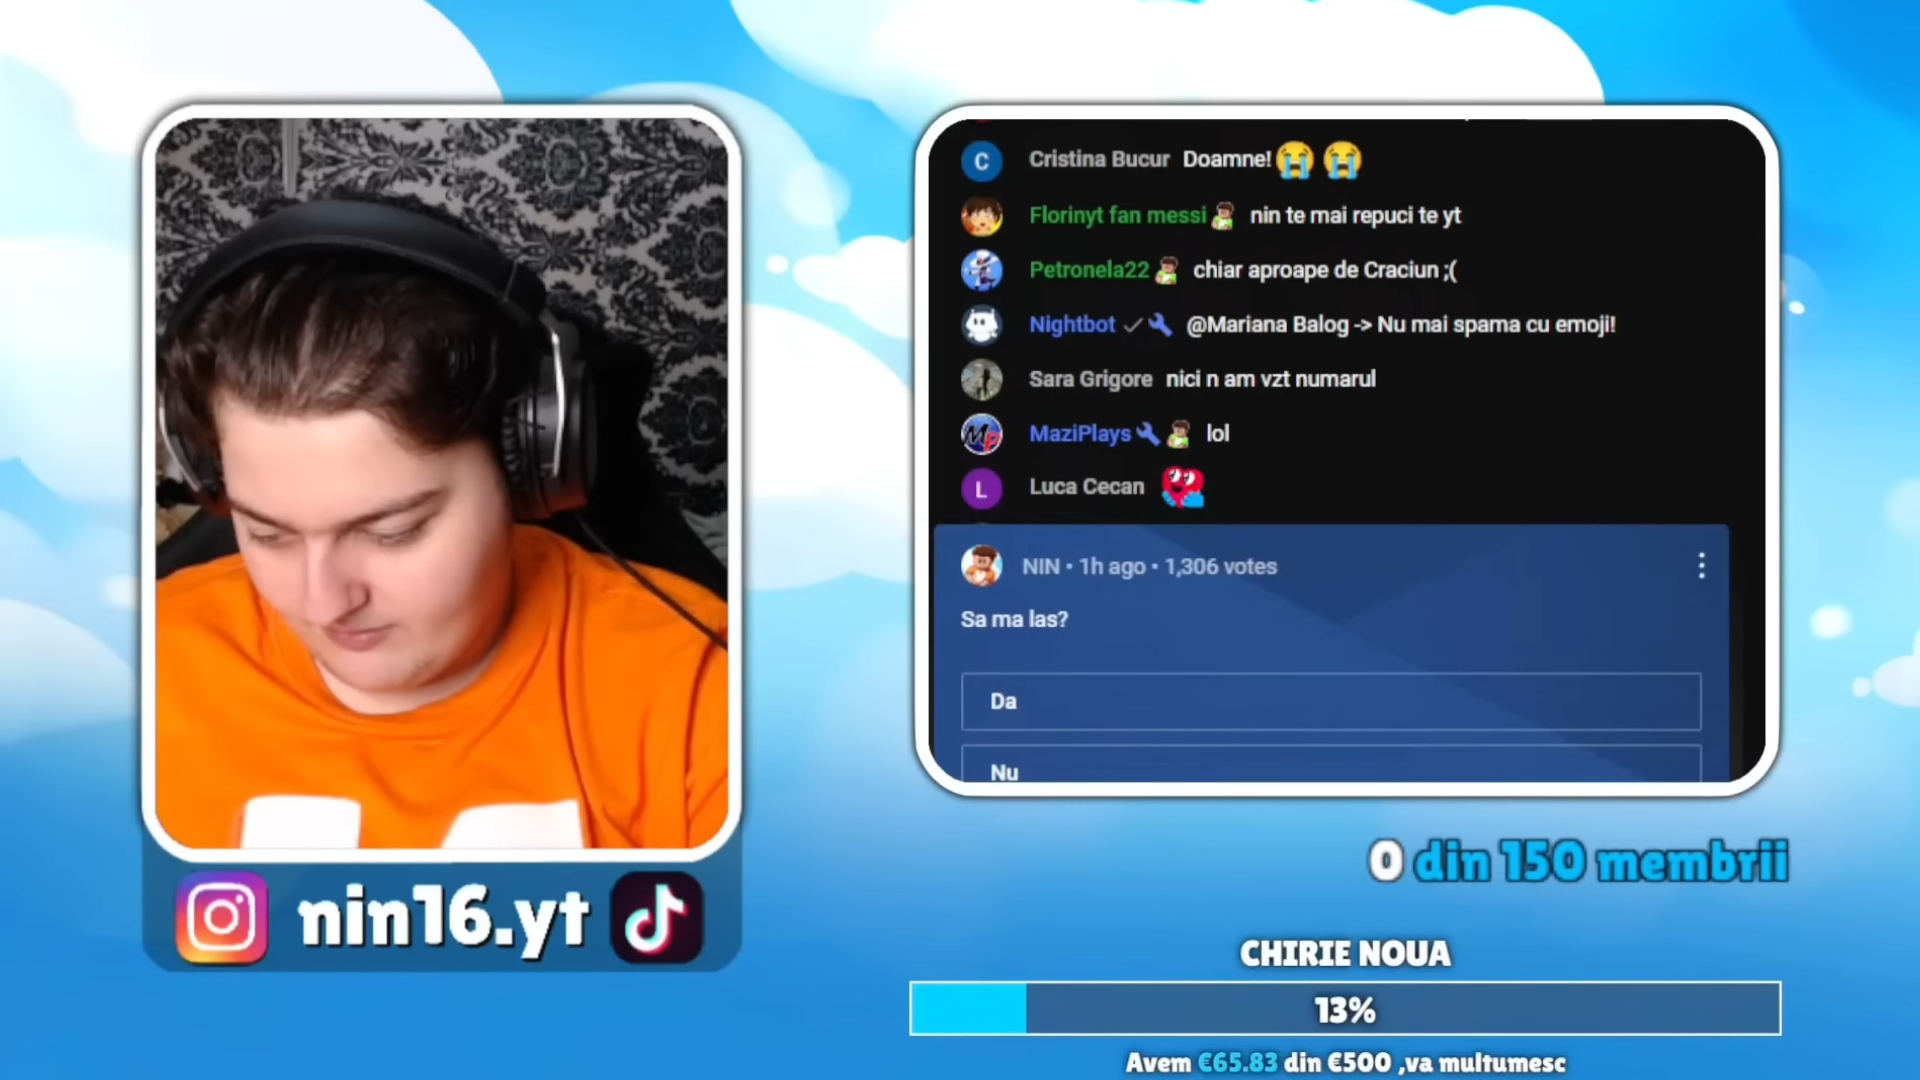 C Cristina Bucur Doamne!😭😭
Florinyt fan messi nin te mai repuci te yt
Petronela22 chiar aproape de Craciun ;(
Nightbot @Mariana Balog -> Nu mai spama cu emoji!
Sara Grigore nici n am vzt numarul
MP MaziPlays lol
L Luca Cecan
NIN • 1h ago • 1,306 votes
Sa ma las?
Da
Nu
nin16.yt
0 din 150 membrii
CHIRIE NOUA
13%
Avem €65.83 din €500 ,va multumesc